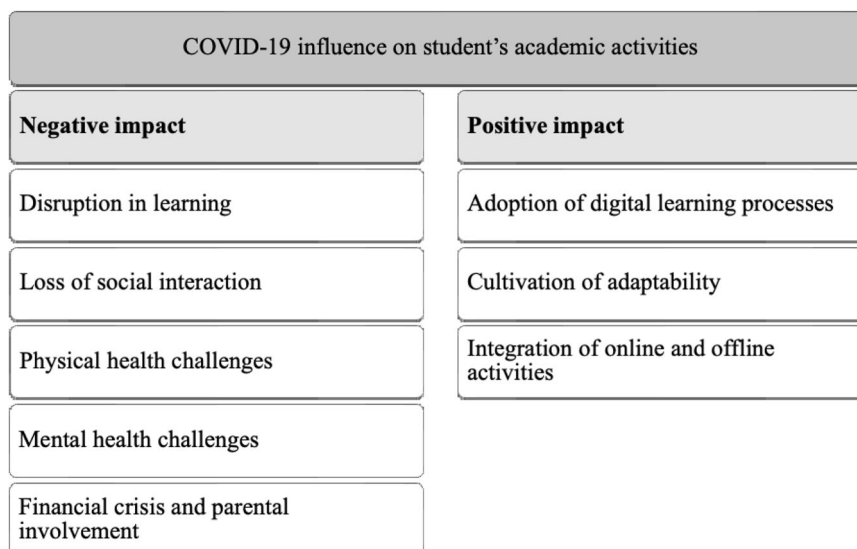 COVID-19 influence on student’s academic activities
Negative impact
Disruption in learning
Loss of social interaction
Physical health challenges
Mental health challenges
Financial crisis and parental
involvement
Positive impact
Adoption of digital learning processes
Cultivation of adaptability
Integration of online and offline
activities